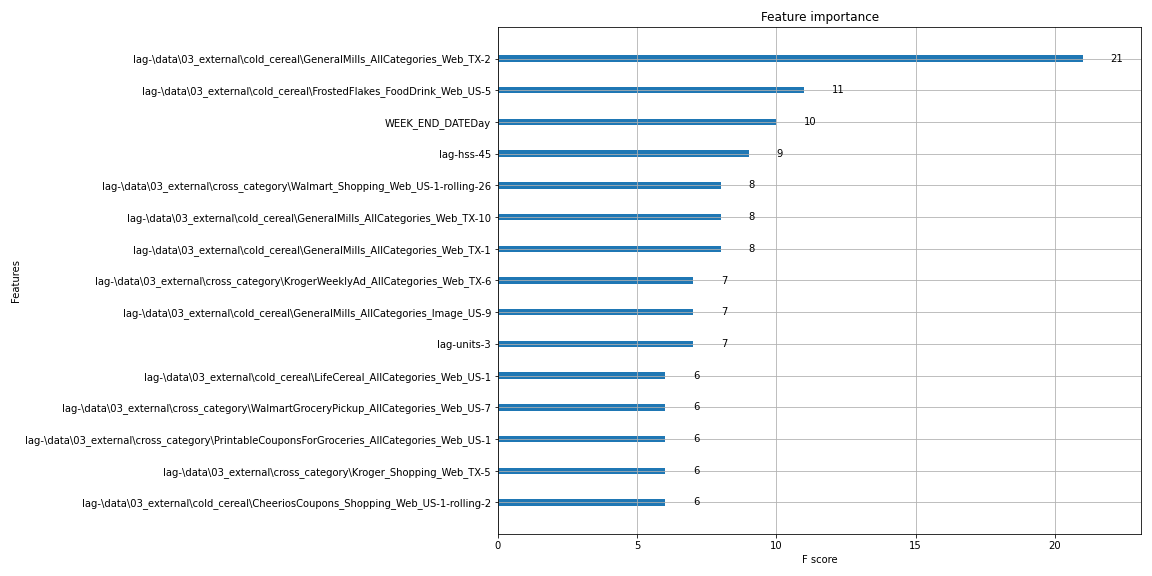 Feature importance
Features
lag-\data\03_external\cold_cereal\GeneralMills_AllCategories_Web_TX-2 21
lag-\data\03_external\cold_cereal\FrostedFlakes_FoodDrink_Web_US-5 11
WEEK_END_DATEDay 10
lag-hss-45 9
lag-\data\03_external\cross_category\Walmart_Shopping_Web_US-1-rolling-26 8
lag-\data\03_external\cold_cereal\GeneralMills_AllCategories_Web_TX-10 8
lag-\data\03_external\cold_cereal\GeneralMills_AllCategories_Web_TX-1 8
lag-\data\03_external\cross_category\KrogerWeeklyAd_AllCategories_Web_TX-6 7
lag-\data\03_external\cold_cereal\GeneralMills_AllCategories_Image_US-9 7
lag-units-3 7
lag-\data\03_external\cold_cereal\LifeCereal_AllCategories_Web_US-1 6
lag-\data\03_external\cross_category\WalmartGroceryPickup_AllCategories_Web_US-7 6
lag-\data\03_external\cross_category\PrintableCouponsForGroceries_AllCategories_Web_US-1 6
lag-\data\03_external\cross_category\Kroger_Shopping_Web_TX-5 6
lag-\data\03_external\cold_cereal\CheeriosCoupons_Shopping_Web_US-1-rolling-2 6
0 5 10 15 20
F score